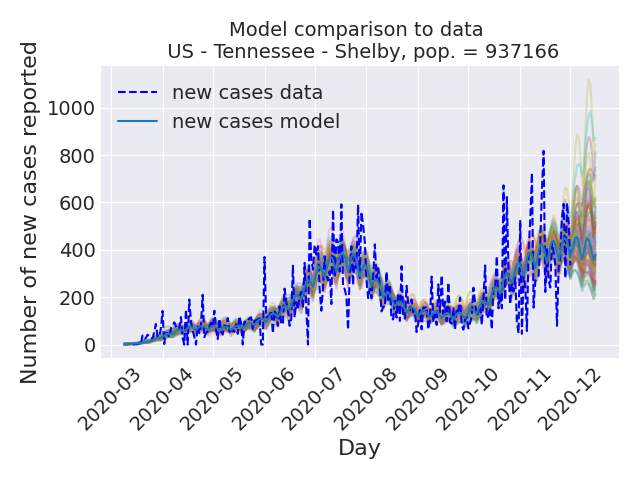 Model comparison to data
US - Tennessee - Shelby, pop. = 937166
Number of new cases reported
1000
800
600
400
200
0
new cases data
new cases model
2020-03
2020-04
2020-05
2020-06
2020-07
2020-08
2020-09
2020-10
2020-11
2020-12
Day